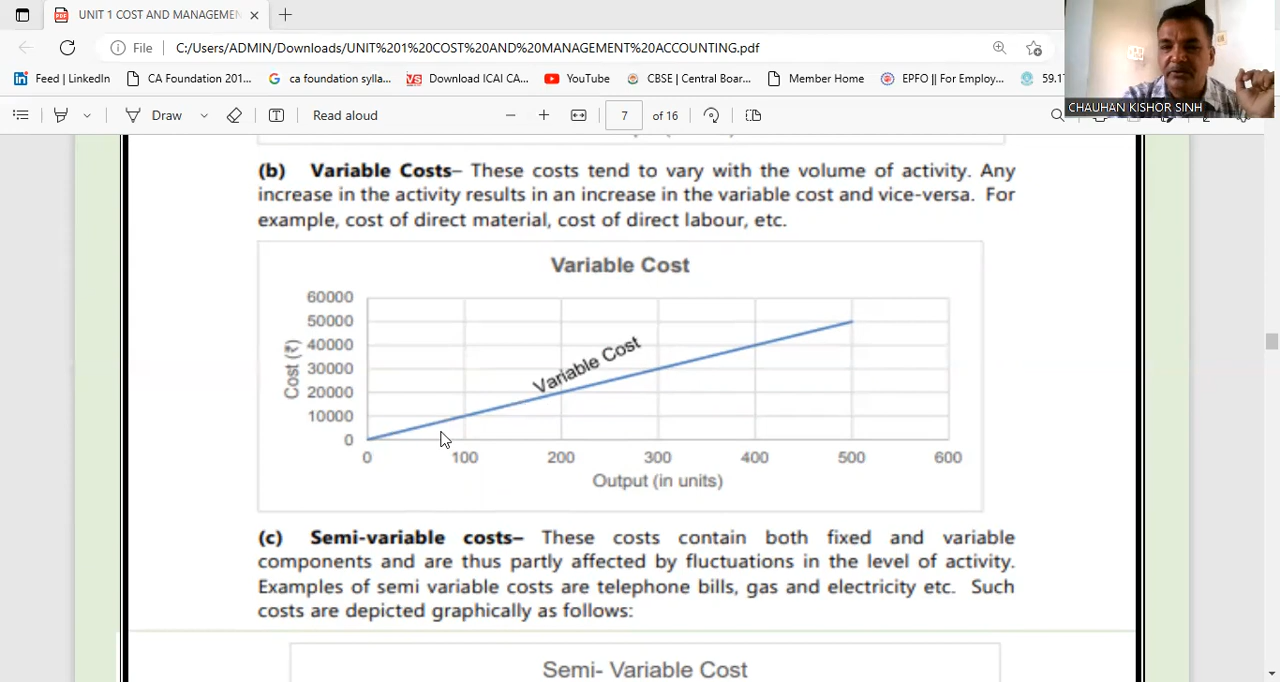 UNIT 1 COST AND MANAGEMEN
File C:/Users/ADMIN/Downloads/UNIT%201%20COST%20AND%20MANAGEMENT%20ACCOUNTING.pdf
Feed | LinkedIn CA Foundation 201... ca foundation sylla... Download ICAI CA... YouTube CBSE | Central Boar... Member Home EPFO || For Employ... 59.1
CHAUHAN KISHOR SINH
Draw Read aloud 7 of 16
(b) Variable Costs– These costs tend to vary with the volume of activity. Any
increase in the activity results in an increase in the variable cost and vice-versa. For
example, cost of direct material, cost of direct labour, etc.
Variable Cost
60000
50000
40000
30000
20000
10000
0
Cost (₹)
Variable Cost
0 100 200 300 400 500 600
Output (in units)
(c) Semi-variable costs– These costs contain both fixed and variable
components and are thus partly affected by fluctuations in the level of activity.
Examples of semi variable costs are telephone bills, gas and electricity etc. Such
costs are depicted graphically as follows:
Semi- Variable Cost